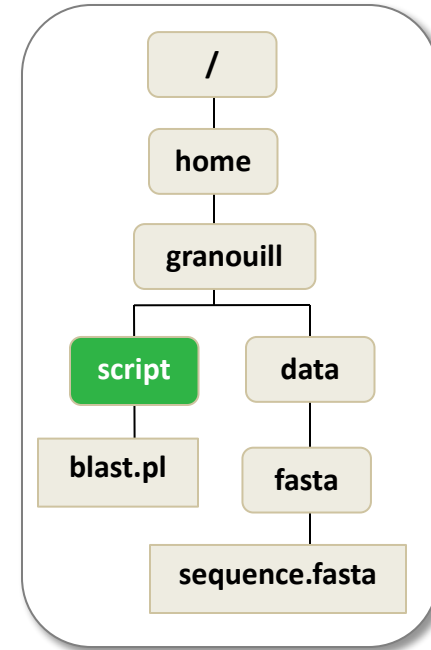 /
home
granouill
script
data
blast.pl
fasta
sequence.fasta